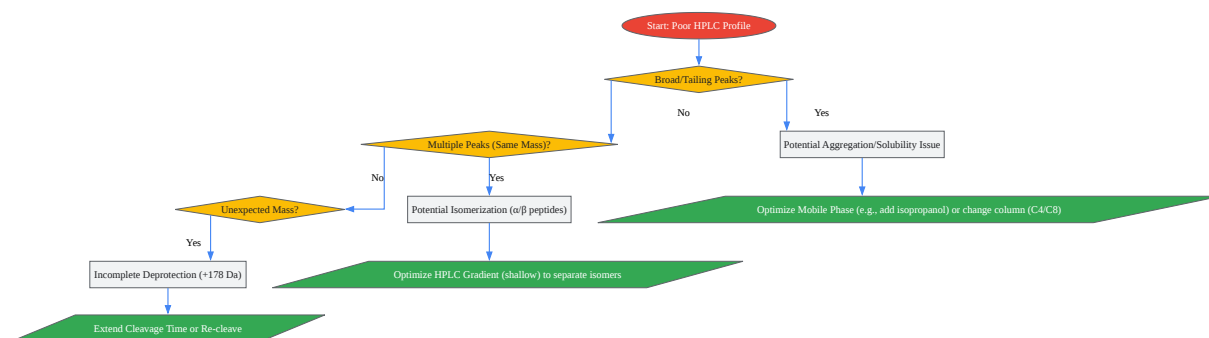 Start: Poor HPLC Profile
Broad/Tailing Peaks?
No
Yes
Multiple Peaks (Same Mass)?
Potential Aggregation/Solubility Issue
No
Yes
Unexpected Mass?
Potential Isomerization (α/β peptides)
Optimize Mobile Phase (e.g., add isopropanol) or change column (C4/C8)
Yes
Incomplete Deprotection (+178 Da)
Optimize HPLC Gradient (shallow) to separate isomers
Extend Cleavage Time or Re-cleave